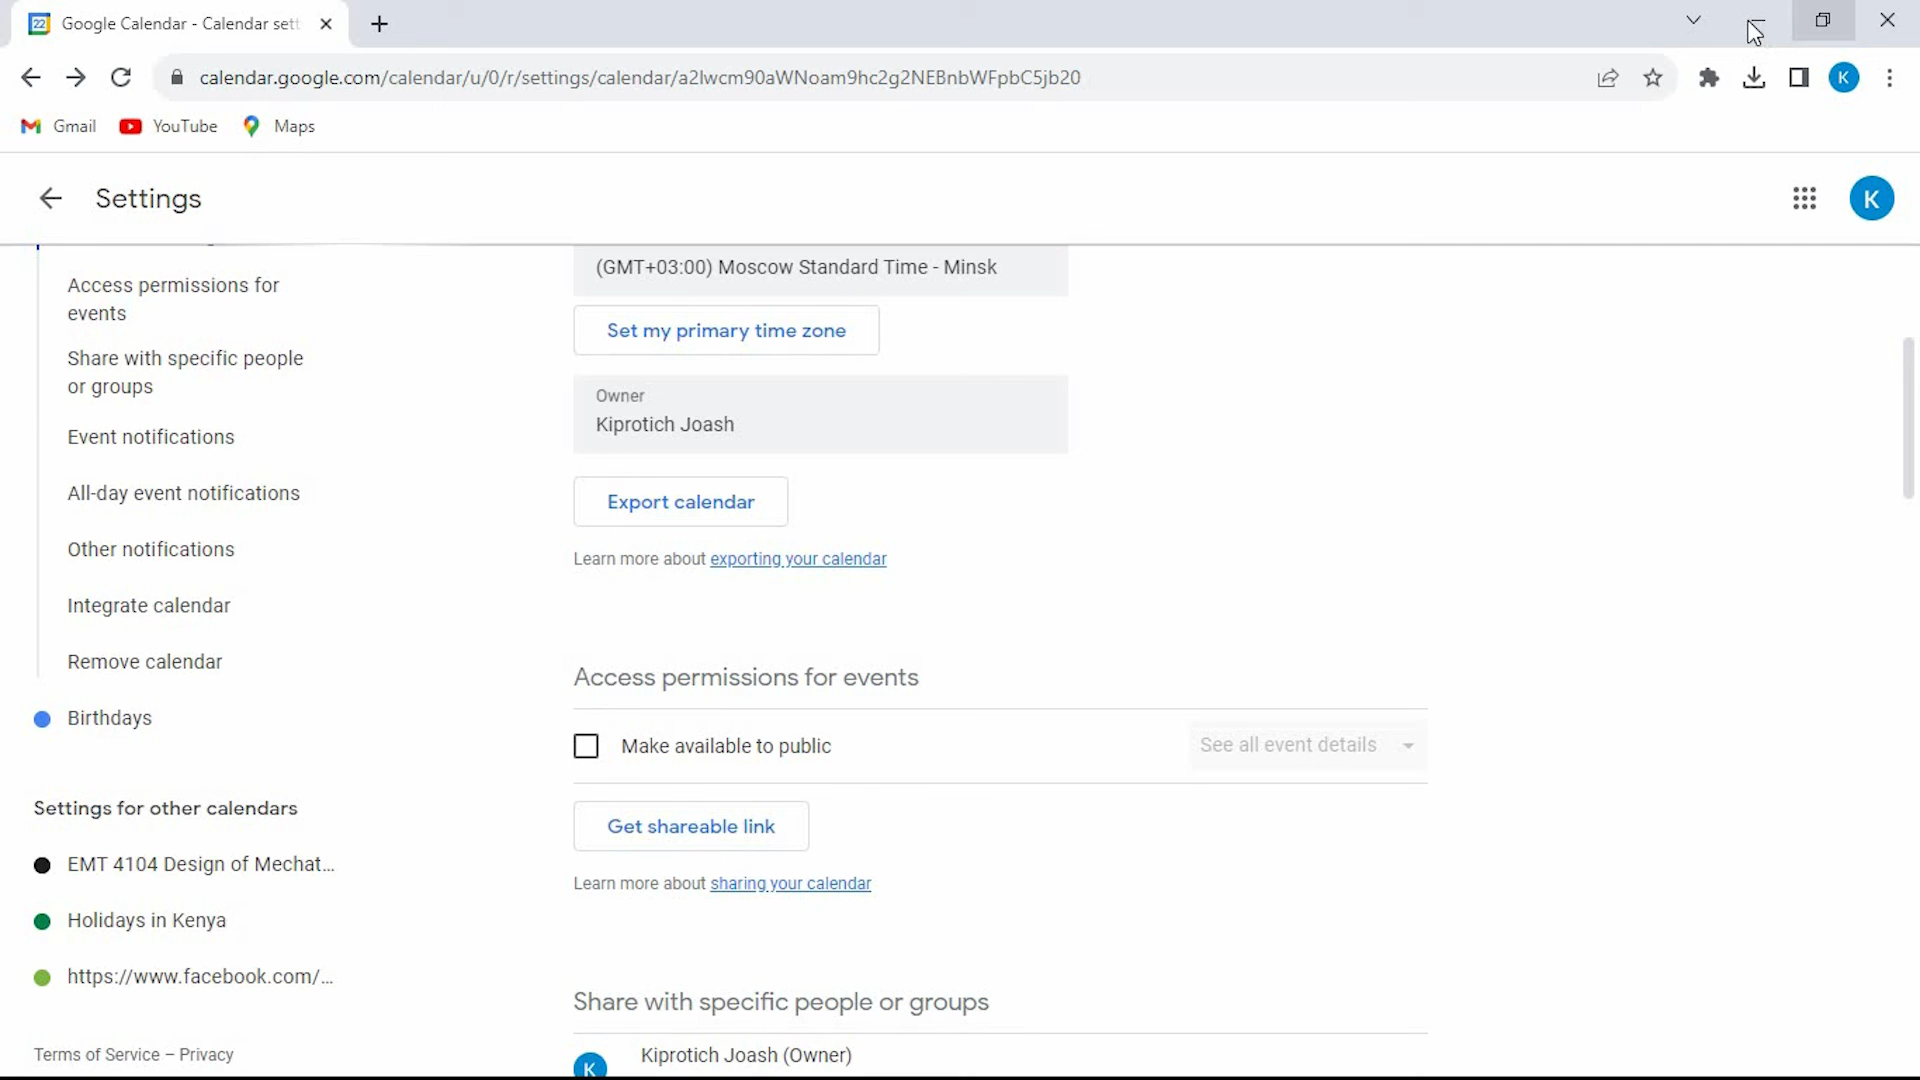 Google Calendar - Calendar sett
calendar.google.com/calendar/u/0/r/settings/calendar/a2lwcm90aWNoam9hc2g2NEBnbWFpbC5jb20
K
Gmail
YouTube
Maps
Settings
K
Access permissions for
events
Share with specific people
or groups
Event notifications
All-day event notifications
Other notifications
Integrate calendar
Remove calendar
Birthdays
Settings for other calendars
EMT 4104 Design of Mechat...
Holidays in Kenya
https://www.facebook.com/...
Terms of Service – Privacy
(GMT+03:00) Moscow Standard Time - Minsk
Set my primary time zone
Owner
Kiprotich Joash
Export calendar
Learn more about exporting your calendar
Access permissions for events
Make available to public
See all event details
Get shareable link
Learn more about sharing your calendar
Share with specific people or groups
K
Kiprotich Joash (Owner)